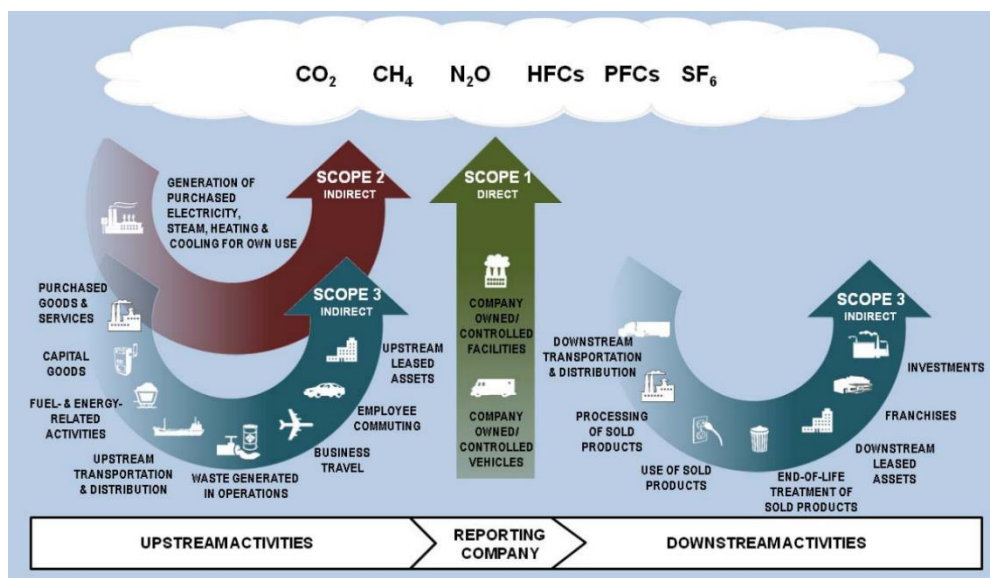 CO₂ CH₄ N₂O HFCs PFCs SF₆
SCOPE 2
INDIRECT
GENERATION OF
PURCHASED
ELECTRICITY,
STEAM, HEATING &
COOLING FOR OWN USE
SCOPE 3
INDIRECT
PURCHASED
GOODS &
SERVICES
CAPITAL
GOODS
FUEL- & ENERGY-
RELATED
ACTIVITIES
UPSTREAM
TRANSPORTATION
& DISTRIBUTION
WASTE GENERATED
IN OPERATIONS
BUSINESS
TRAVEL
EMPLOYEE
COMMUTING
UPSTREAM
LEASED
ASSETS
SCOPE 1
DIRECT
COMPANY
OWNED/
CONTROLLED
FACILITIES
COMPANY
OWNED/
CONTROLLED
VEHICLES
SCOPE 3
INDIRECT
DOWNSTREAM
TRANSPORTATION
& DISTRIBUTION
PROCESSING
OF SOLD
PRODUCTS
USE OF SOLD
PRODUCTS
END-OF-LIFE
TREATMENT OF
SOLD PRODUCTS
DOWNSTREAM
LEASED
ASSETS
FRANCHISES
INVESTMENTS
UPSTREAM ACTIVITIES
REPORTING
COMPANY
DOWNSTREAM ACTIVITIES